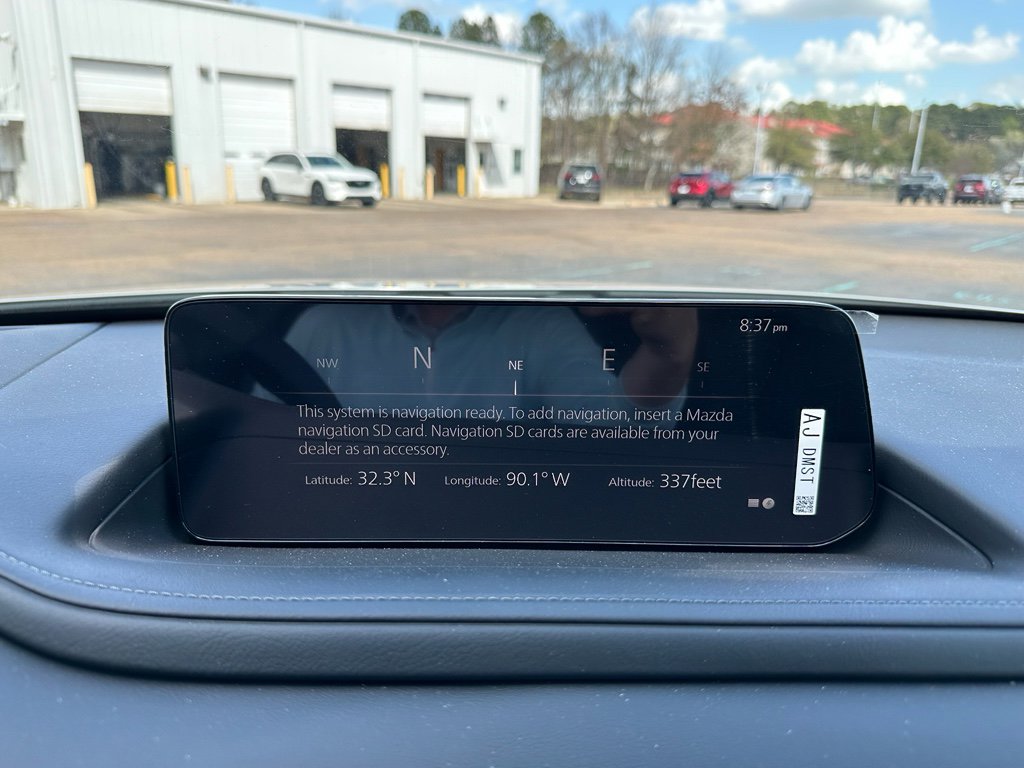 8:37 pm
NW N NE E SE
This system is navigation ready. To add navigation, insert a Mazda
navigation SD card. Navigation SD cards are available from your
dealer as an accessory.
Latitude: 32.3° N Longitude: 90.1° W Altitude: 337feet
AJ DMST